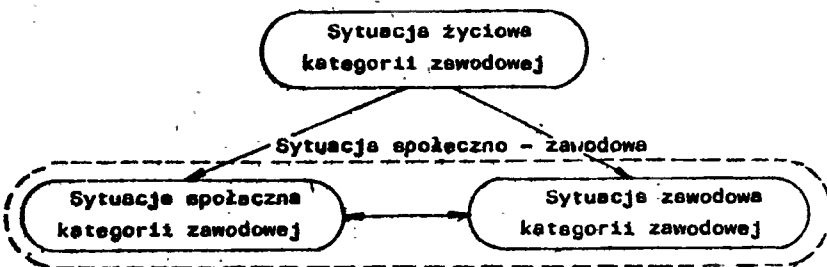 Sytuacja życiowa
kategorii zawodowej
Sytuacja społeczno - zawodowa
Sytuacja społeczna
kategorii zawodowej
Sytuacja zawodowa
kategorii zawodowej